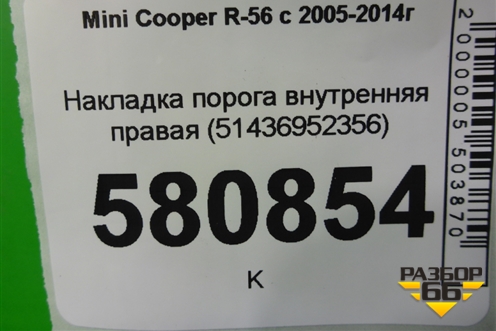 Mini Cooper R-56 с 2005-2014г
Накладка порога внутренняя
правая (51436952356)
580854
К
2000005503870
РАЗБОР
66